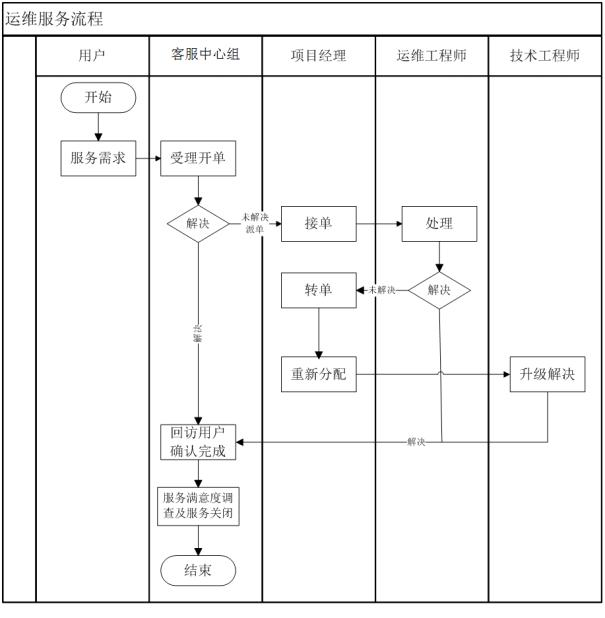 运维服务流程
用户
客服中心组
项目经理
运维工程师
技术工程师
开始
服务需求
受理开单
解决
未解决
派单
接单
处理
转单
未解决
解决
解决
重新分配
升级解决
回访用户
确认完成
解决
服务满意度调
查及服务关闭
结束